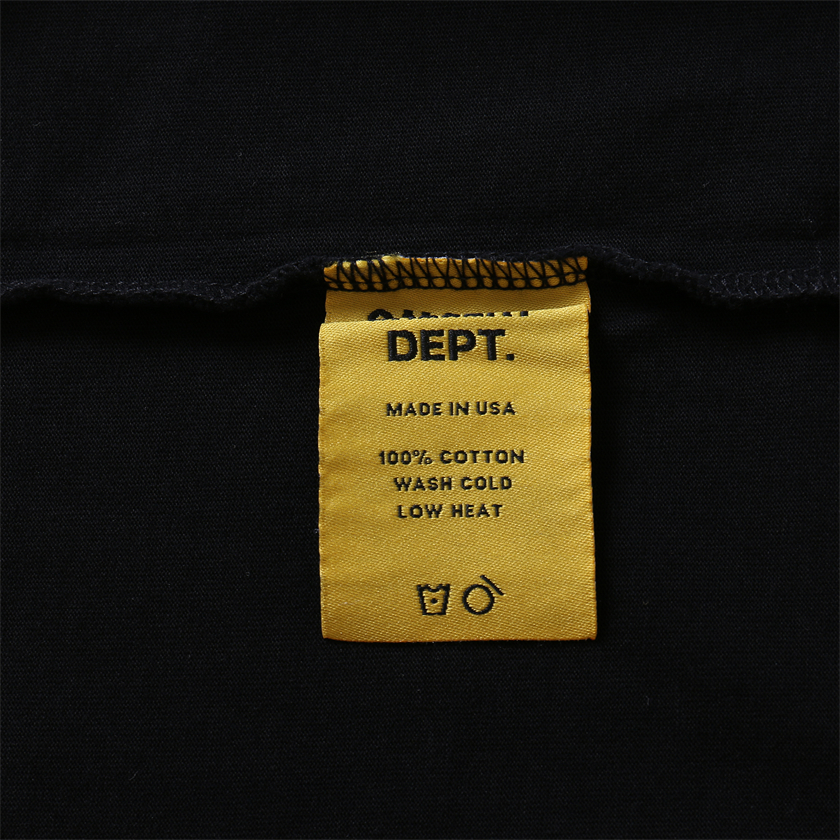 DEPT.
MADE IN USA
100% COTTON
WASH COLD
LOW HEAT